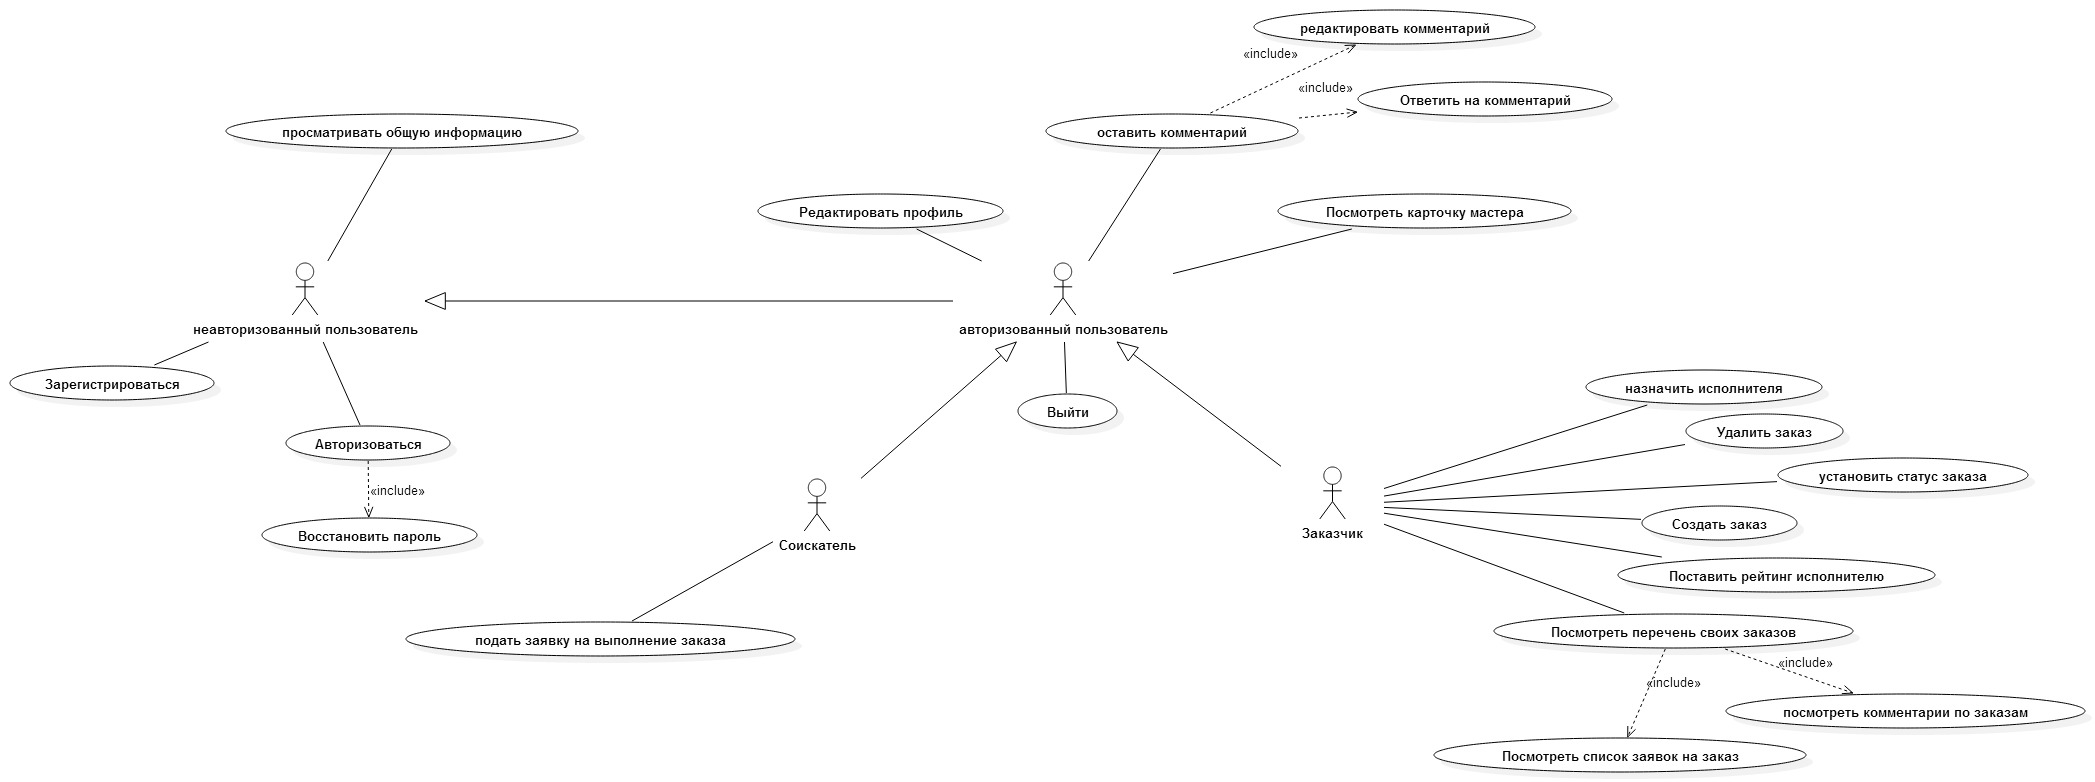 редактировать комментарий
«include»
«include»
Ответить на комментарий
просматривать общую информацию
оставить комментарий
Редактировать профиль
Посмотреть карточку мастера
неавторизованный пользователь
авторизованный пользователь
Зарегистрироваться
назначить исполнителя
Выйти
Удалить заказ
Авторизоваться
установить статус заказа
«include»
Создать заказ
Восстановить пароль
Заказчик
Соискатель
Поставить рейтинг исполнителю
подать заявку на выполнение заказа
Посмотреть перечень своих заказов
«include»
«include»
посмотреть комментарии по заказам
Посмотреть список заявок на заказ